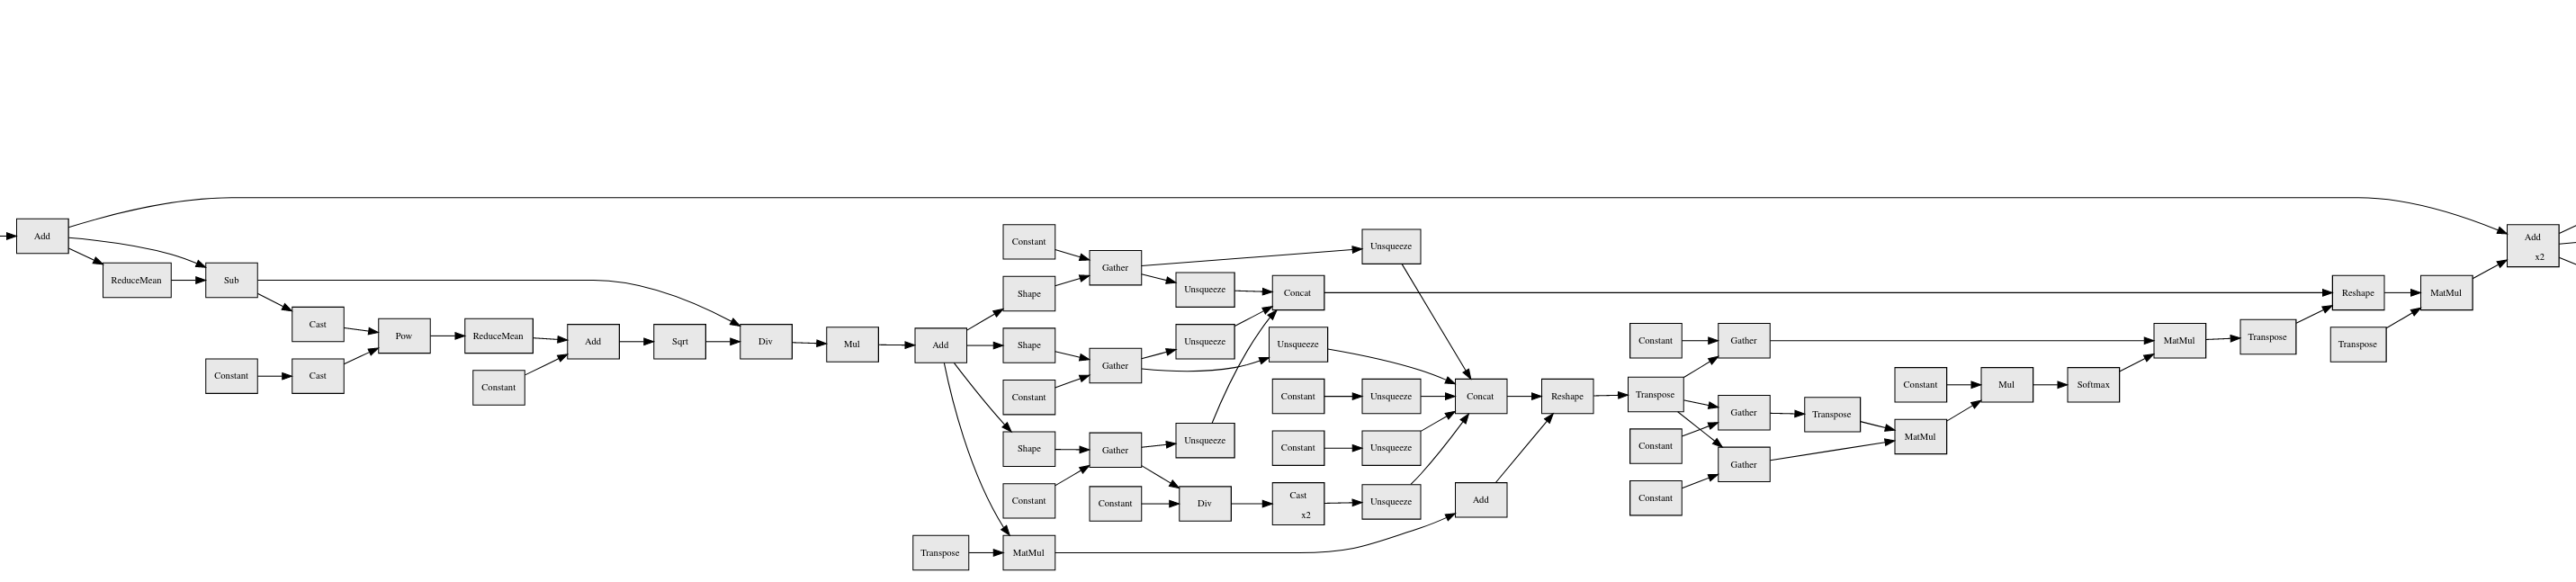 Add
ReduceMean
Sub
Cast
Constant
Cast
Pow
ReduceMean
Constant
Add
Sqrt
Div
Mul
Add
Transpose
Constant
Shape
Shape
Constant
Shape
Constant
MatMul
Gather
Gather
Gather
Constant
Unsqueeze
Unsqueeze
Unsqueeze
Div
Concat
Unsqueeze
Constant
Constant
Cast
x2
Unsqueeze
Unsqueeze
Unsqueeze
Unsqueeze
Concat
Add
Reshape
Constant
Transpose
Constant
Constant
Gather
Gather
Gather
Transpose
Constant
MatMul
Mul
Softmax
MatMul
Transpose
Reshape
Transpose
MatMul
Add
x2